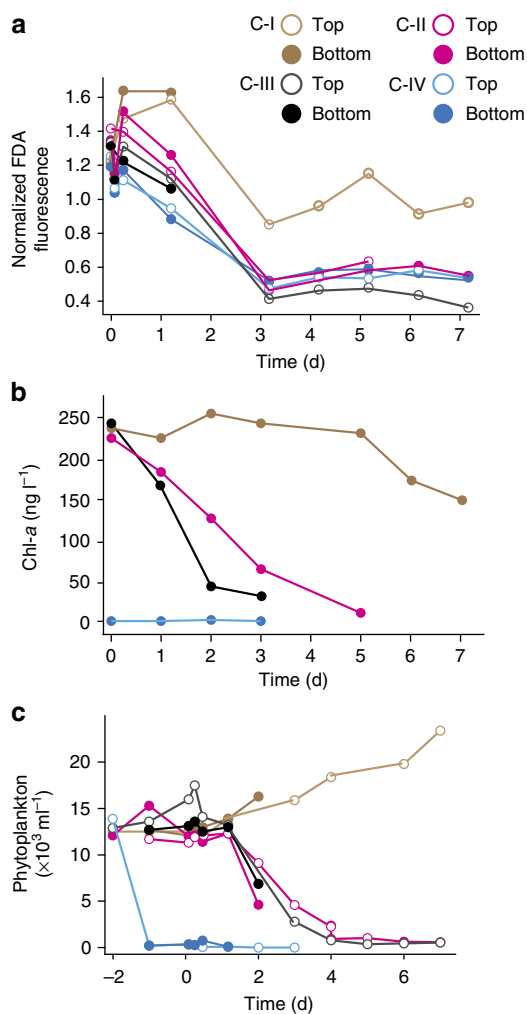 a
C-I Top C-II Top
Bottom Bottom
C-III Top C-IV Top
Bottom Bottom
Normalized FDA
fluorescence
1.6
1.4
1.2
1.0
0.8
0.6
0.4
0 1 2 3 4 5 6 7
Time (d)
b
Chl-a (ng l−1)
250
200
150
100
50
0
0 1 2 3 4 5 6 7
Time (d)
c
Phytoplankton
(×10³ ml−1)
20
15
10
5
0
−2 0 2 4 6
Time (d)